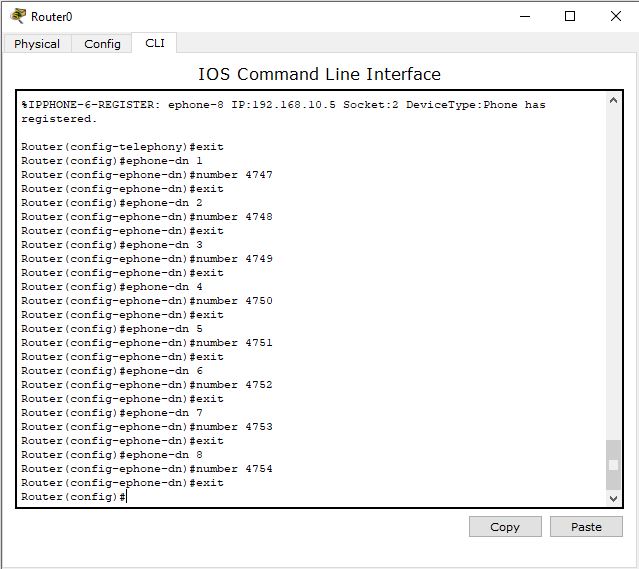 Router0
Physical Config CLI
IOS Command Line Interface
%IPPHONE-6-REGISTER: ephone-8 IP:192.168.10.5 Socket:2 DeviceType:Phone has
registered.
Router(config-telephony)#exit
Router(config)#ephone-dn 1
Router(config-ephone-dn)#number 4747
Router(config-ephone-dn)#exit
Router(config)#ephone-dn 2
Router(config-ephone-dn)#number 4748
Router(config-ephone-dn)#exit
Router(config)#ephone-dn 3
Router(config-ephone-dn)#number 4749
Router(config-ephone-dn)#exit
Router(config)#ephone-dn 4
Router(config-ephone-dn)#number 4750
Router(config-ephone-dn)#exit
Router(config)#ephone-dn 5
Router(config-ephone-dn)#number 4751
Router(config-ephone-dn)#exit
Router(config)#ephone-dn 6
Router(config-ephone-dn)#number 4752
Router(config-ephone-dn)#exit
Router(config)#ephone-dn 7
Router(config-ephone-dn)#number 4753
Router(config-ephone-dn)#exit
Router(config)#ephone-dn 8
Router(config-ephone-dn)#number 4754
Router(config-ephone-dn)#exit
Router(config)#
Copy Paste